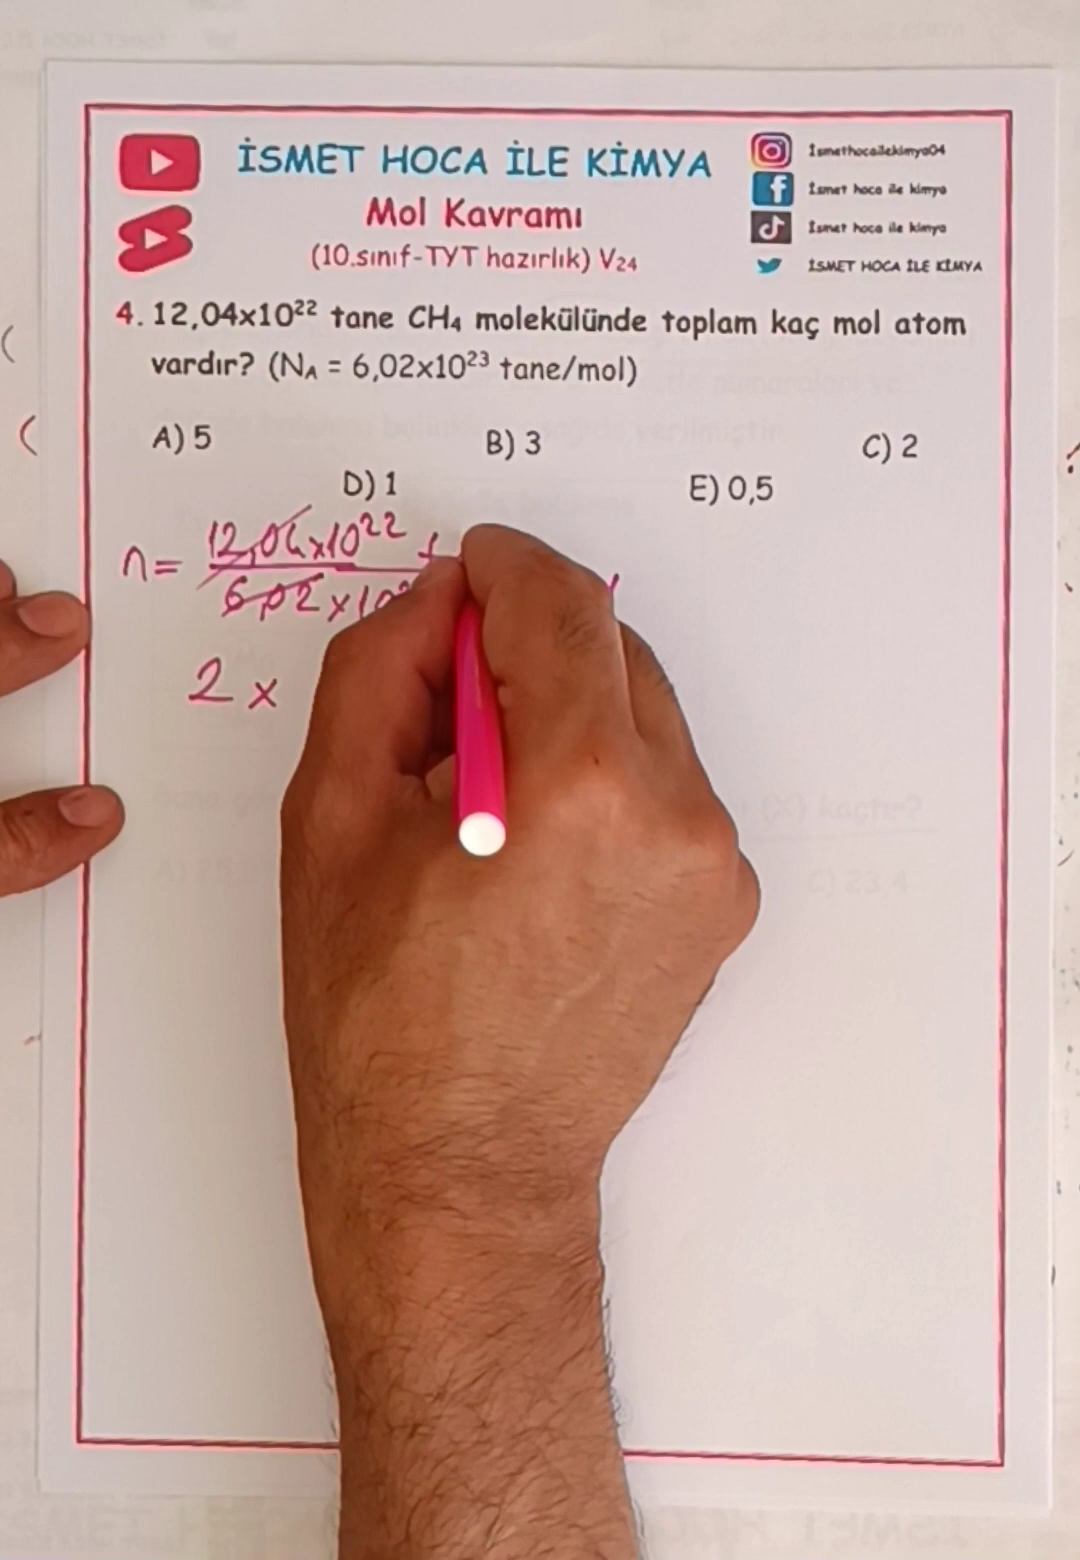 İSMET HOCA İLE KİMYA
Mol Kavramı
(10.sınıf-TYT hazırlık) V24
İsmethocailekimya04
İsmet hoca ile kimya
İsmet hoca ile kimya
İSMET HOCA İLE KİMYA
4. 12,04x10²² tane CH₄ molekülünde toplam kaç mol atom
vardır? (Nᴀ = 6,02x10²³ tane/mol)
A) 5
B) 3
C) 2
D) 1
E) 0,5
n = 12,04x10²²
6,02x10
2 x